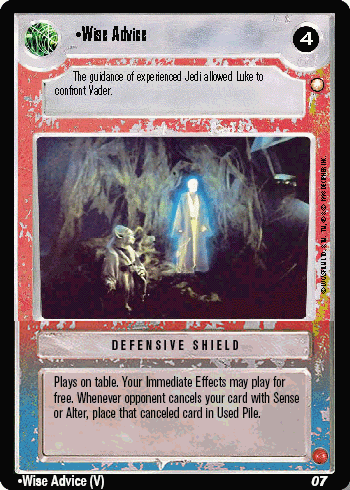 •Wise Advice
4
The guidance of experienced Jedi allowed Luke to
confront Vader.
DEFENSIVE SHIELD
Plays on table. Your Immediate Effects may play for
free. Whenever opponent cancels your card with Sense
or Alter, place that canceled card in Used Pile.
•Wise Advice (V)
07